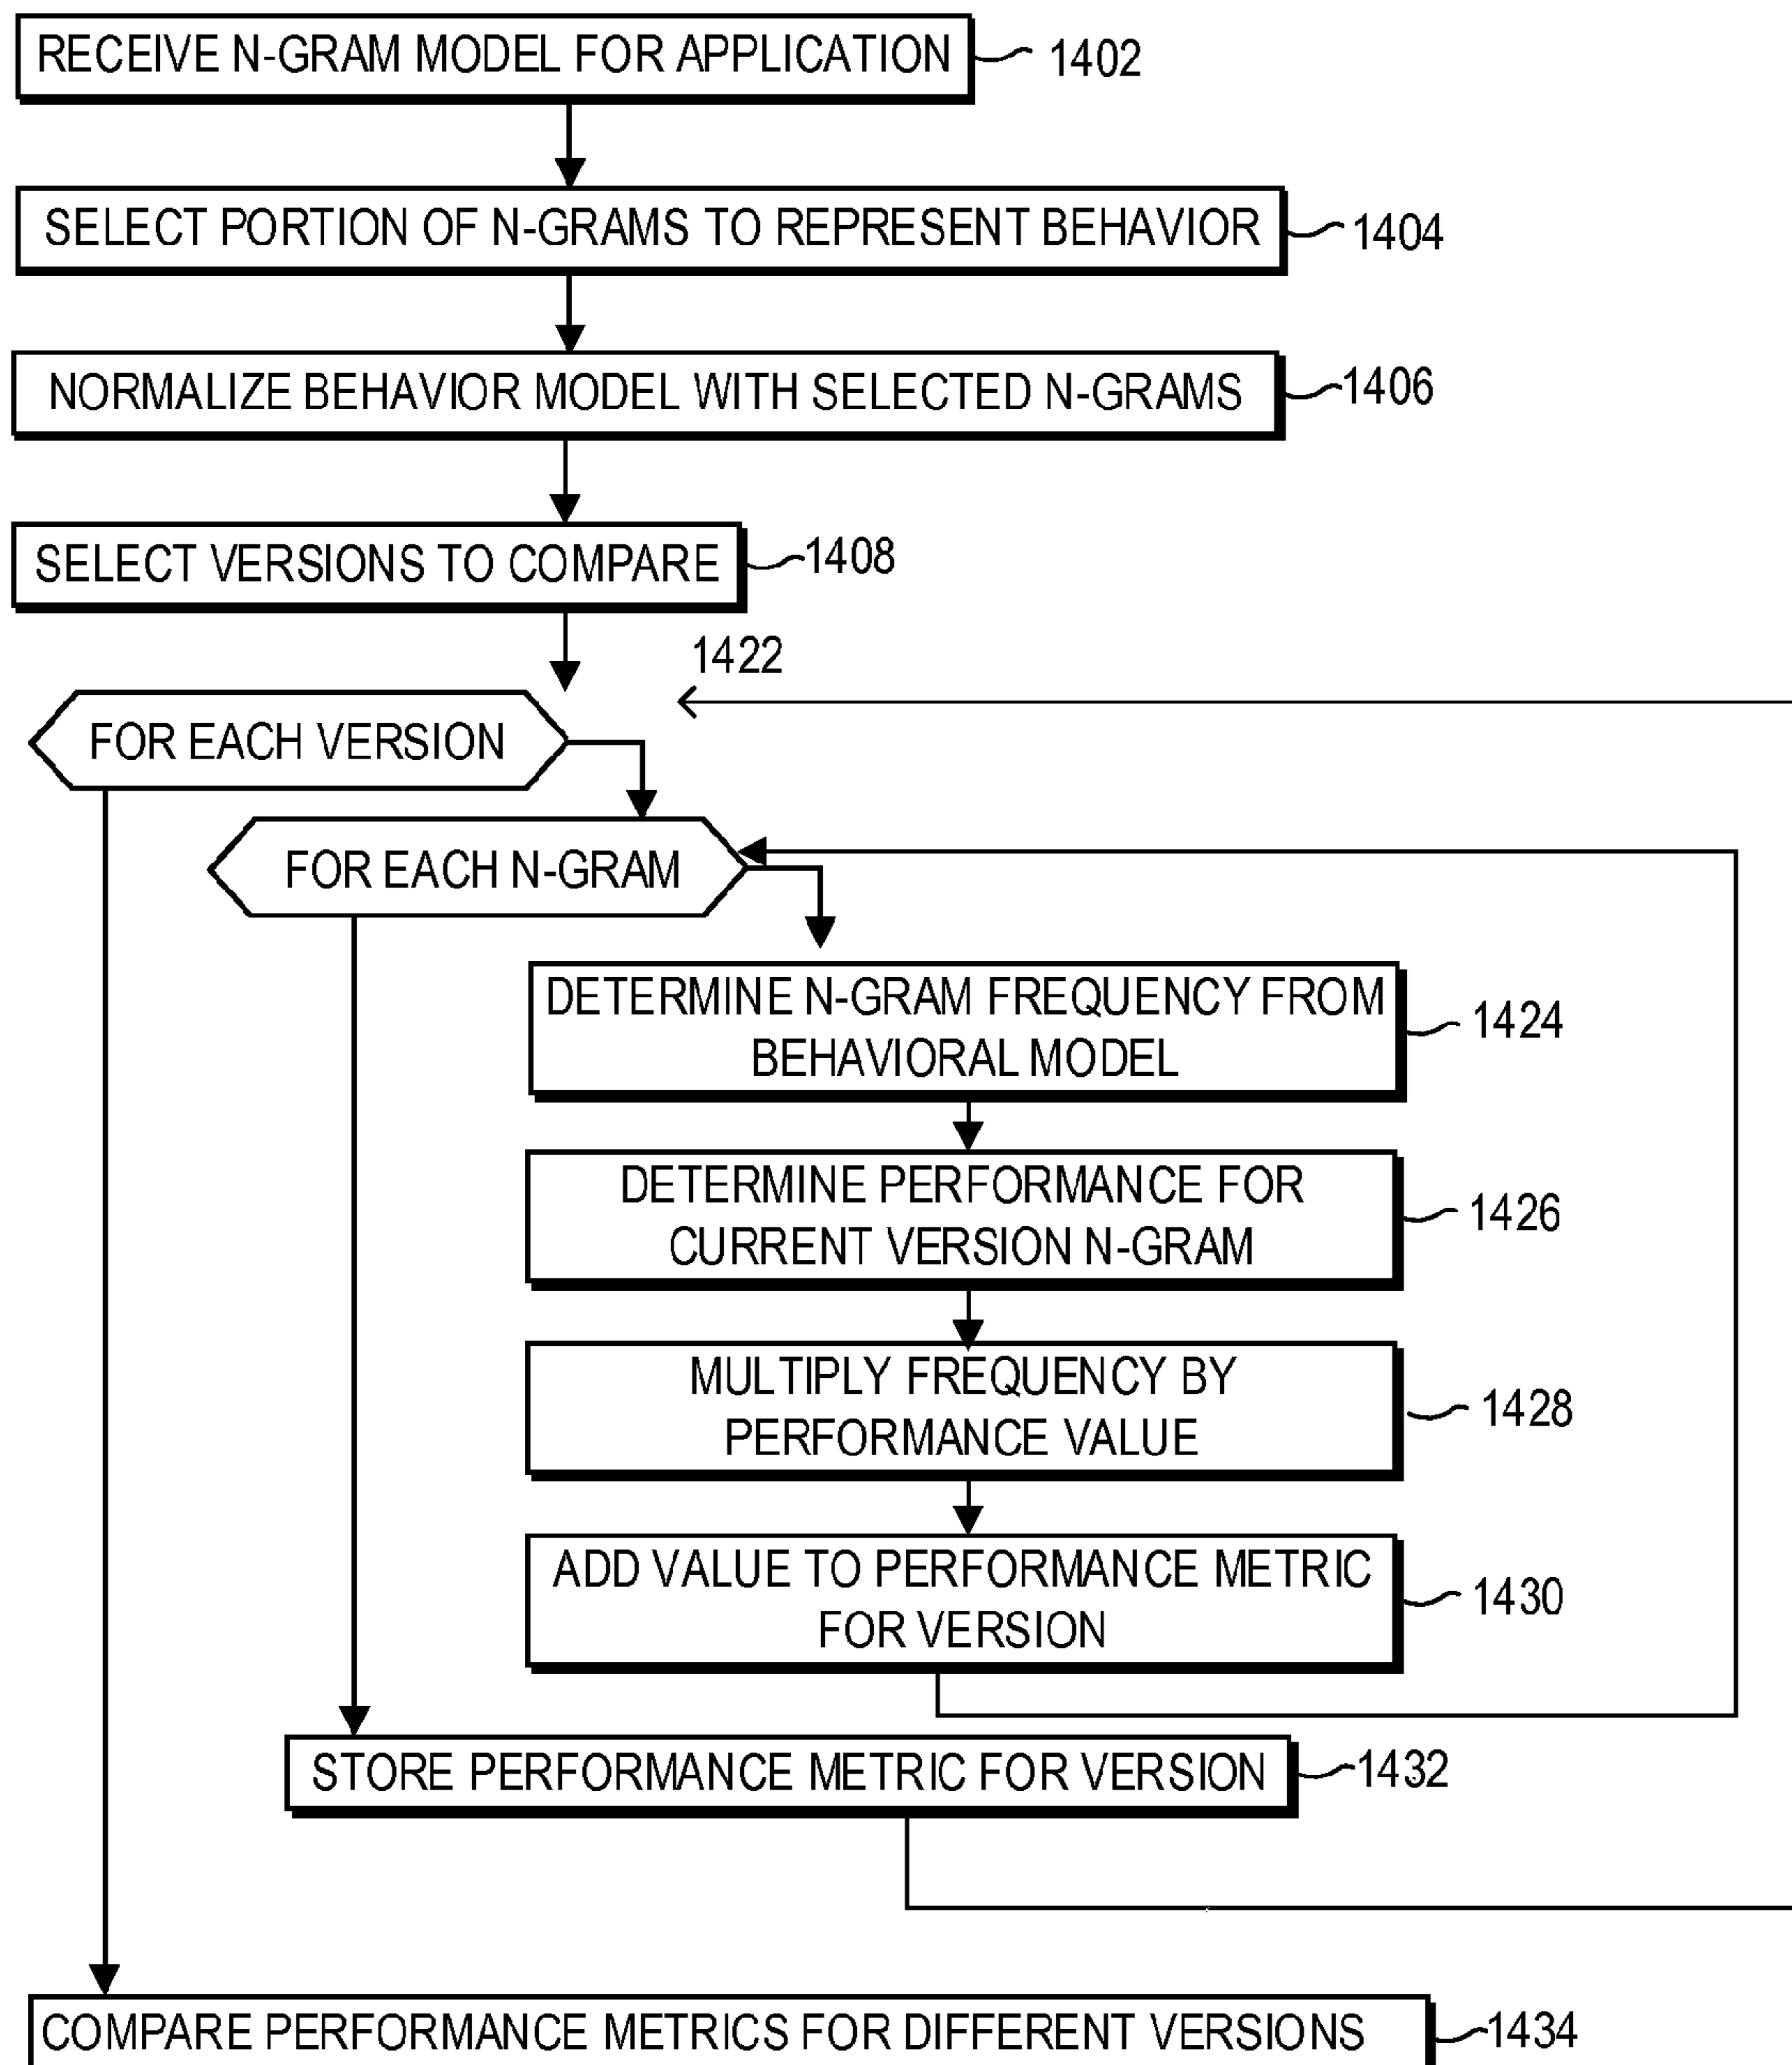 RECEIVE N-GRAM MODEL FOR APPLICATION 1402
SELECT PORTION OF N-GRAMS TO REPRESENT BEHAVIOR 1404
NORMALIZE BEHAVIOR MODEL WITH SELECTED N-GRAMS 1406
SELECT VERSIONS TO COMPARE 1408
1422
FOR EACH VERSION
FOR EACH N-GRAM
DETERMINE N-GRAM FREQUENCY FROM
BEHAVIORAL MODEL
1424
DETERMINE PERFORMANCE FOR
CURRENT VERSION N-GRAM
1426
MULTIPLY FREQUENCY BY
PERFORMANCE VALUE
1428
ADD VALUE TO PERFORMANCE METRIC
FOR VERSION
1430
STORE PERFORMANCE METRIC FOR VERSION 1432
COMPARE PERFORMANCE METRICS FOR DIFFERENT VERSIONS 1434